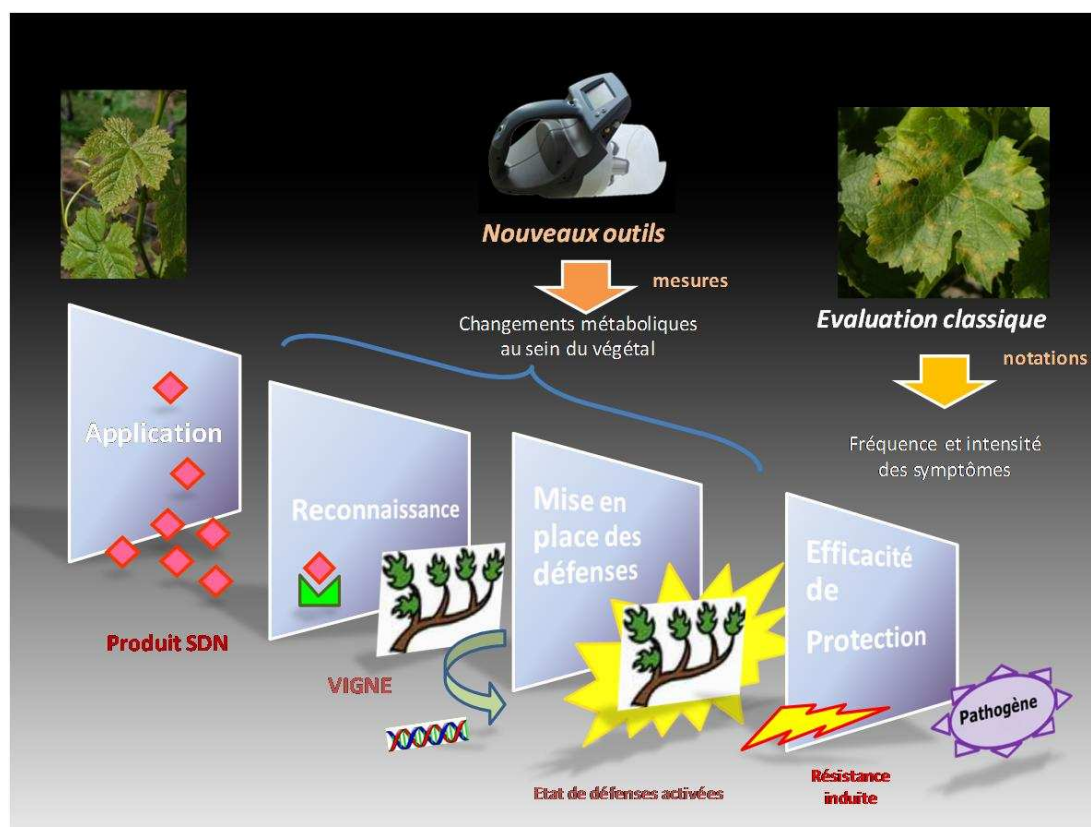 Nouveaux outils
mesures
Changements métaboliques
au sein du végétal
Evaluation classique
notations
Fréquence et intensité
des symptômes
Application
Produit SDN
Reconnaissance
VIGNE
Mise en
place des
défenses
Etat de défenses activées
Efficacité
de
Protection
Résistance
induite
Pathogène